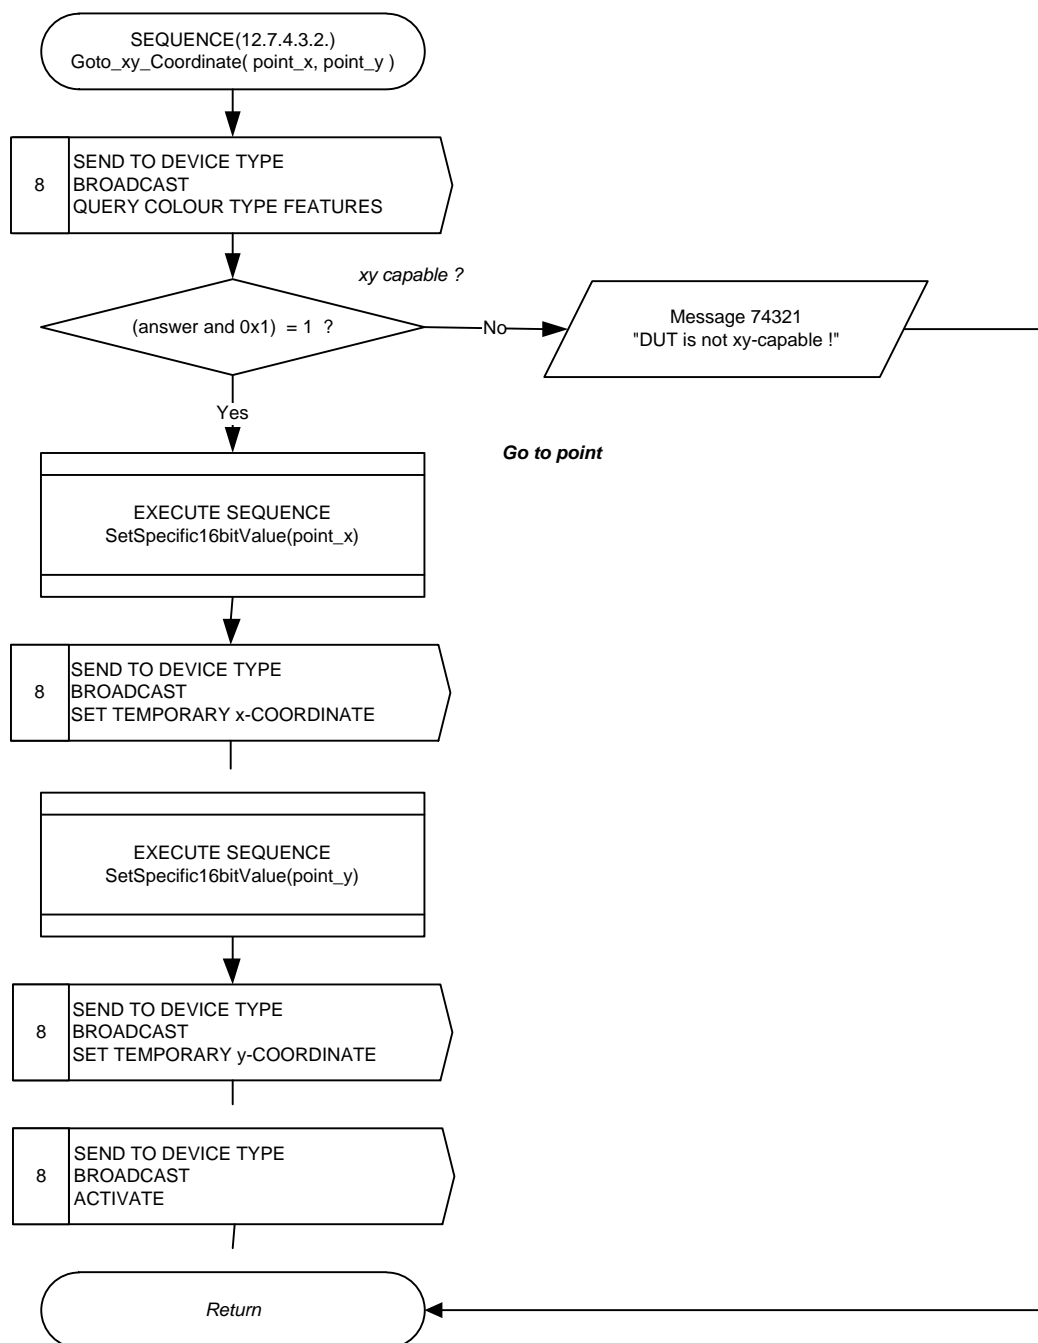 SEQUENCE(12.7.4.3.2.)
Goto_xy_Coordinate( point_x, point_y )
8
SEND TO DEVICE TYPE
BROADCAST
QUERY COLOUR TYPE FEATURES
xy capable ?
(answer and 0x1) = 1 ?
No
Message 74321
"DUT is not xy-capable !"
Yes
Go to point
EXECUTE SEQUENCE
SetSpecific16bitValue(point_x)
8
SEND TO DEVICE TYPE
BROADCAST
SET TEMPORARY x-COORDINATE
EXECUTE SEQUENCE
SetSpecific16bitValue(point_y)
8
SEND TO DEVICE TYPE
BROADCAST
SET TEMPORARY y-COORDINATE
8
SEND TO DEVICE TYPE
BROADCAST
ACTIVATE
Return